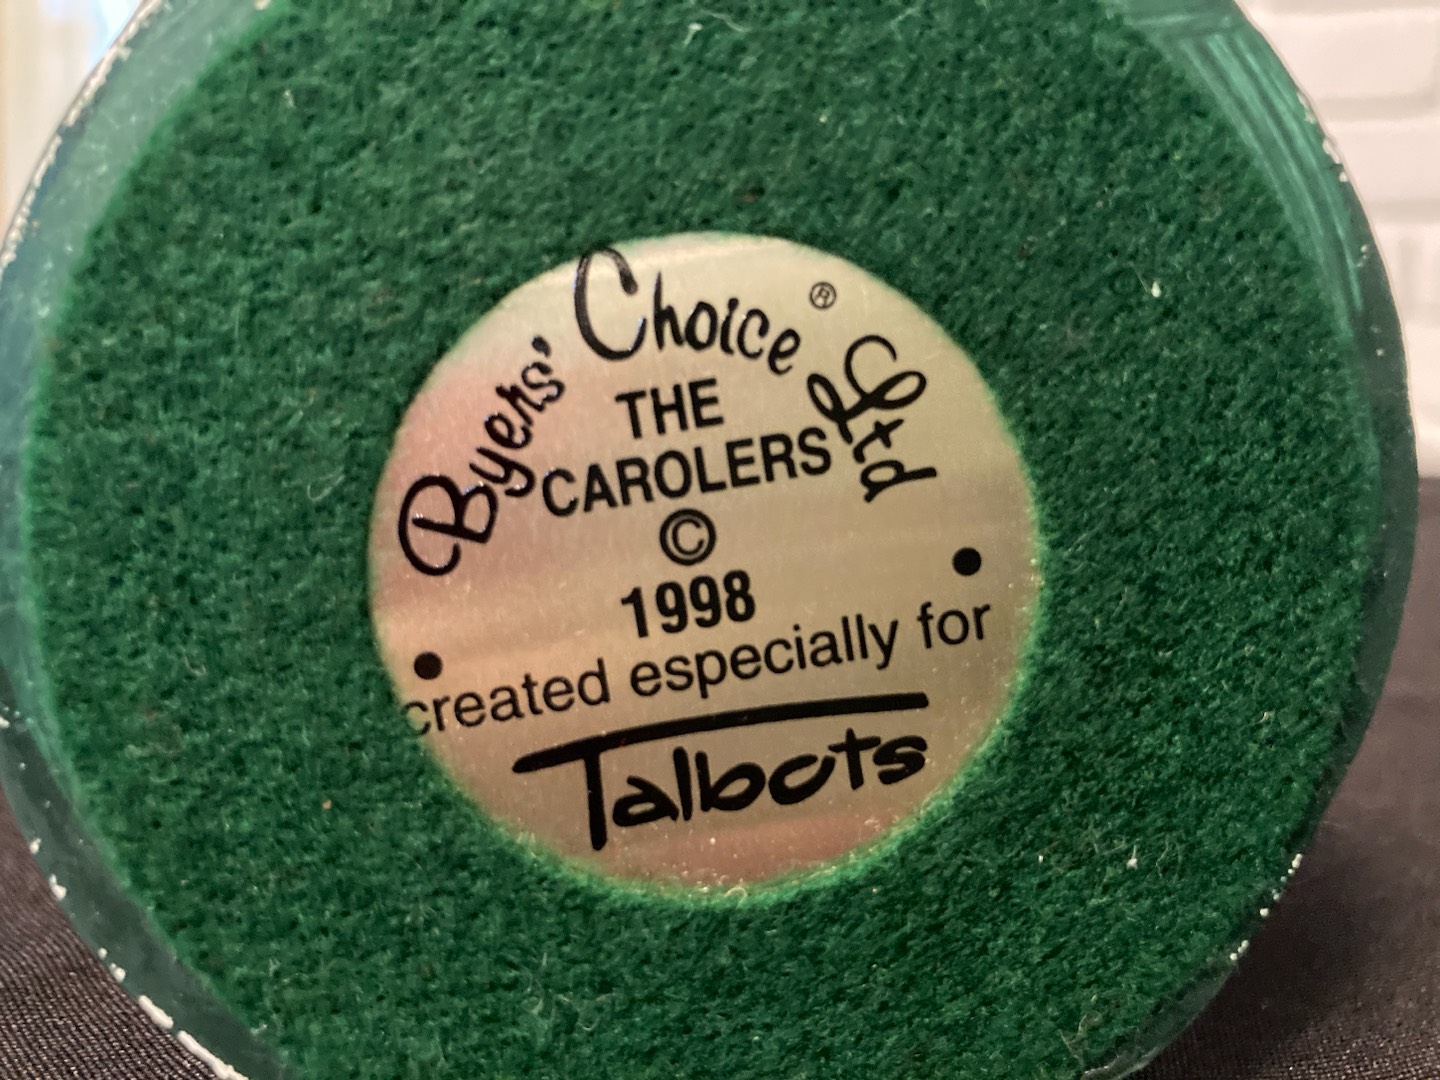 Byers' Choice® Ltd
THE
CAROLERS
©
1998
created especially for
Talbots